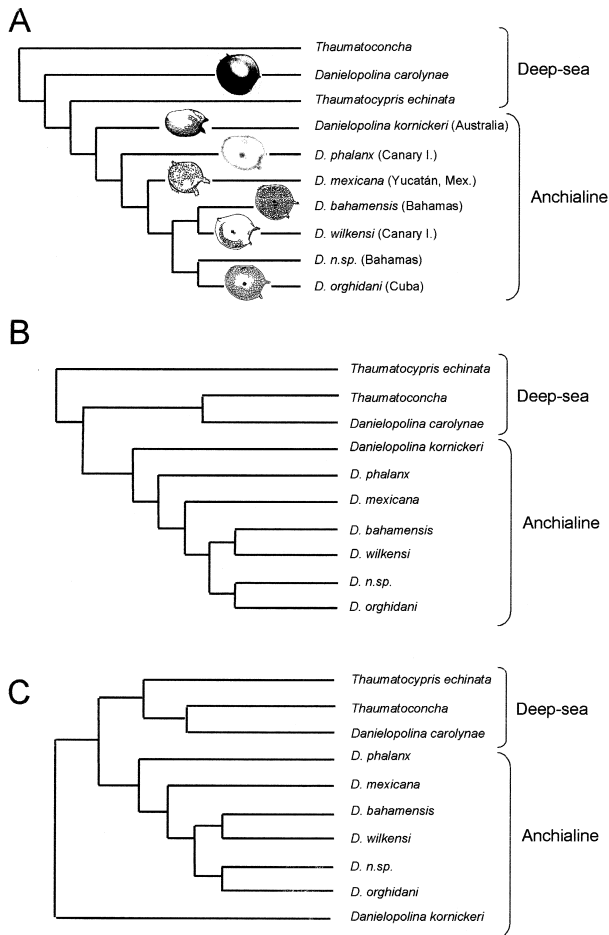 A
Thaumatoconcha
Danielopolina carolynae
Thaumatocypris echinata
Deep-sea
Danielopolina kornickeri (Australia)
D. phalanx (Canary I.)
D. mexicana (Yucatán, Mex.)
D. bahamensis (Bahamas)
D. wilkensi (Canary I.)
D. n.sp. (Bahamas)
D. orghidani (Cuba)
Anchialine
B
Thaumatocypris echinata
Thaumatoconcha
Danielopolina carolynae
Deep-sea
Danielopolina kornickeri
D. phalanx
D. mexicana
D. bahamensis
D. wilkensi
D. n.sp.
D. orghidani
Anchialine
C
Thaumatocypris echinata
Thaumatoconcha
Danielopolina carolynae
Deep-sea
D. phalanx
D. mexicana
D. bahamensis
D. wilkensi
D. n.sp.
D. orghidani
Danielopolina kornickeri
Anchialine